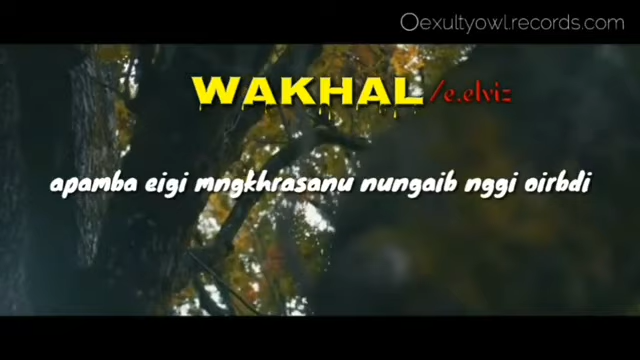 Oexultyowl.records.com
WAKHAL/e.elviz
apamba eigi mngkhrasanu nungaib nggi oirbdi